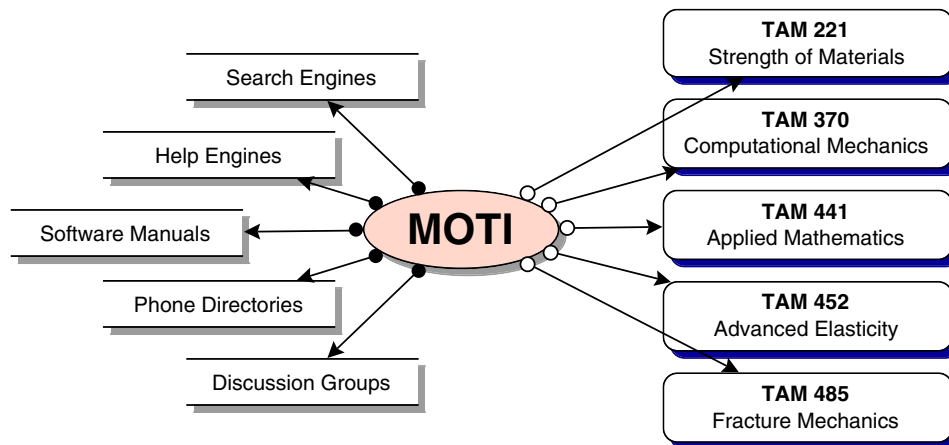 Search Engines
Help Engines
Software Manuals
Phone Directories
Discussion Groups
MOTI
TAM 221
Strength of Materials
TAM 370
Computational Mechanics
TAM 441
Applied Mathematics
TAM 452
Advanced Elasticity
TAM 485
Fracture Mechanics